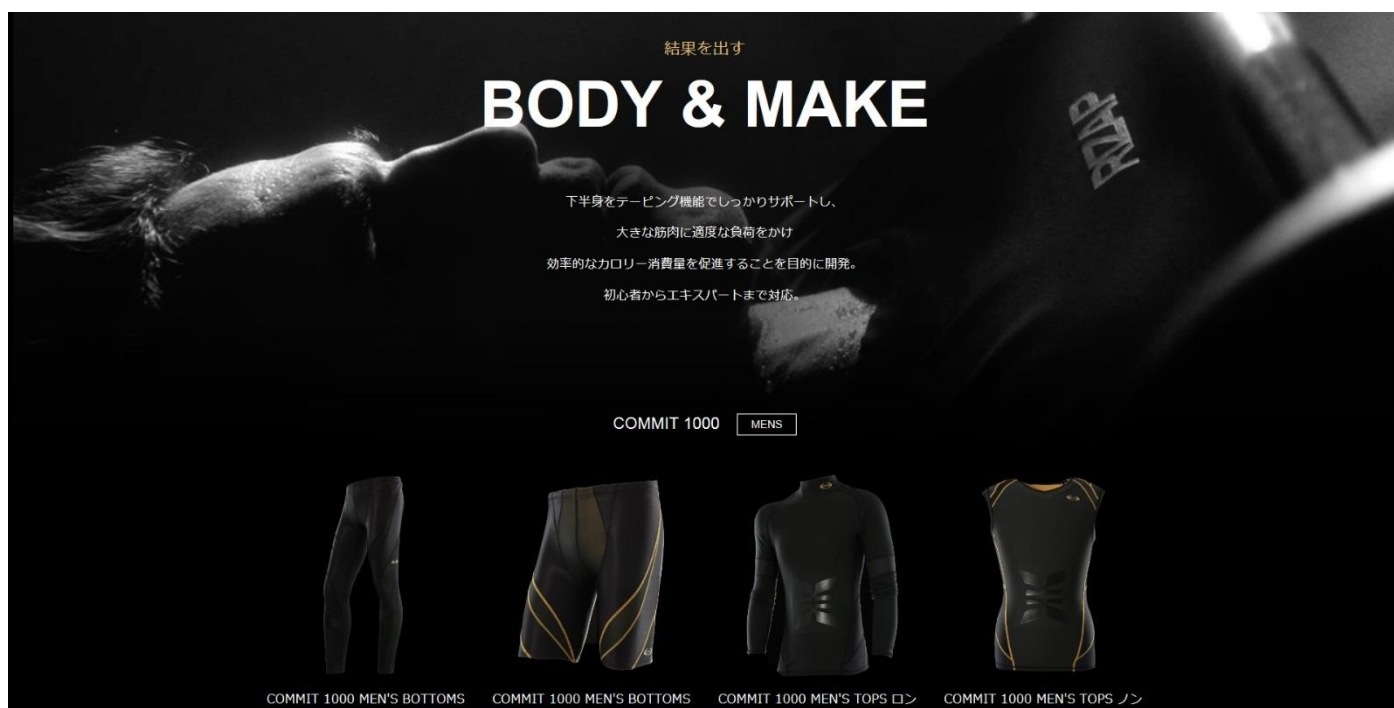 結果を出す
BODY & MAKE
RIZAP
下半身をテーピング機能でしっかりサポートし、
大きな筋肉に適度な負荷をかけ
効率的なカロリー消費量を促進することを目的に開発。
初心者からエキスパートまで対応。
COMMIT 1000
MENS
COMMIT 1000 MEN'S BOTTOMS
COMMIT 1000 MEN'S BOTTOMS
COMMIT 1000 MEN'S TOPS ロン
COMMIT 1000 MEN'S TOPS ノン